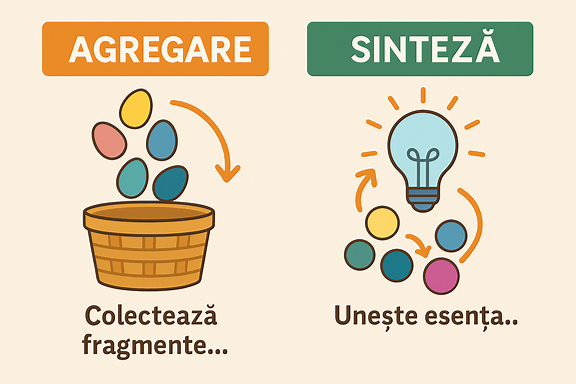 AGREGARE
SINTEZĂ
Colectează
fragmente...
Unește esența..